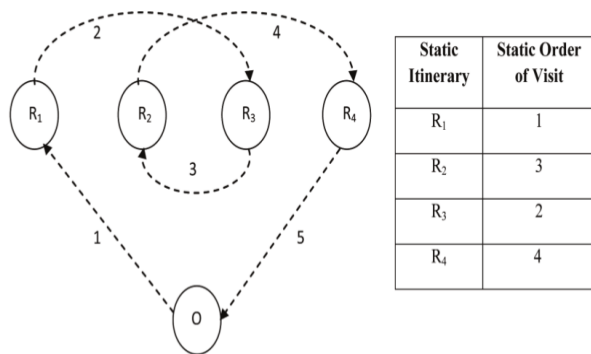 2
4
R1
R2
R3
R4
3
1
5
O
Static Itinerary
Static Order of Visit
R1
1
R2
3
R3
2
R4
4